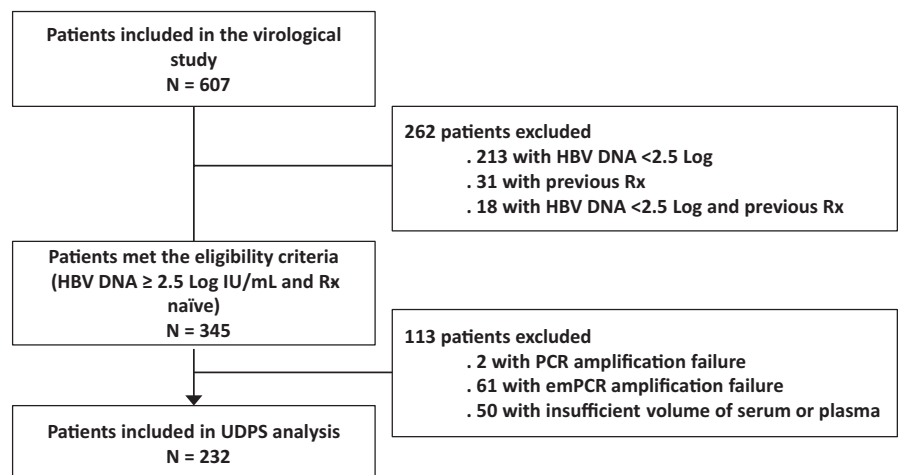 Patients included in the virological
study
N = 607
262 patients excluded
. 213 with HBV DNA <2.5 Log
. 31 with previous Rx
. 18 with HBV DNA <2.5 Log and previous Rx
Patients met the eligibility criteria
(HBV DNA ≥ 2.5 Log IU/mL and Rx
naïve)
N = 345
113 patients excluded
. 2 with PCR amplification failure
. 61 with emPCR amplification failure
. 50 with insufficient volume of serum or plasma
Patients included in UDPS analysis
N = 232